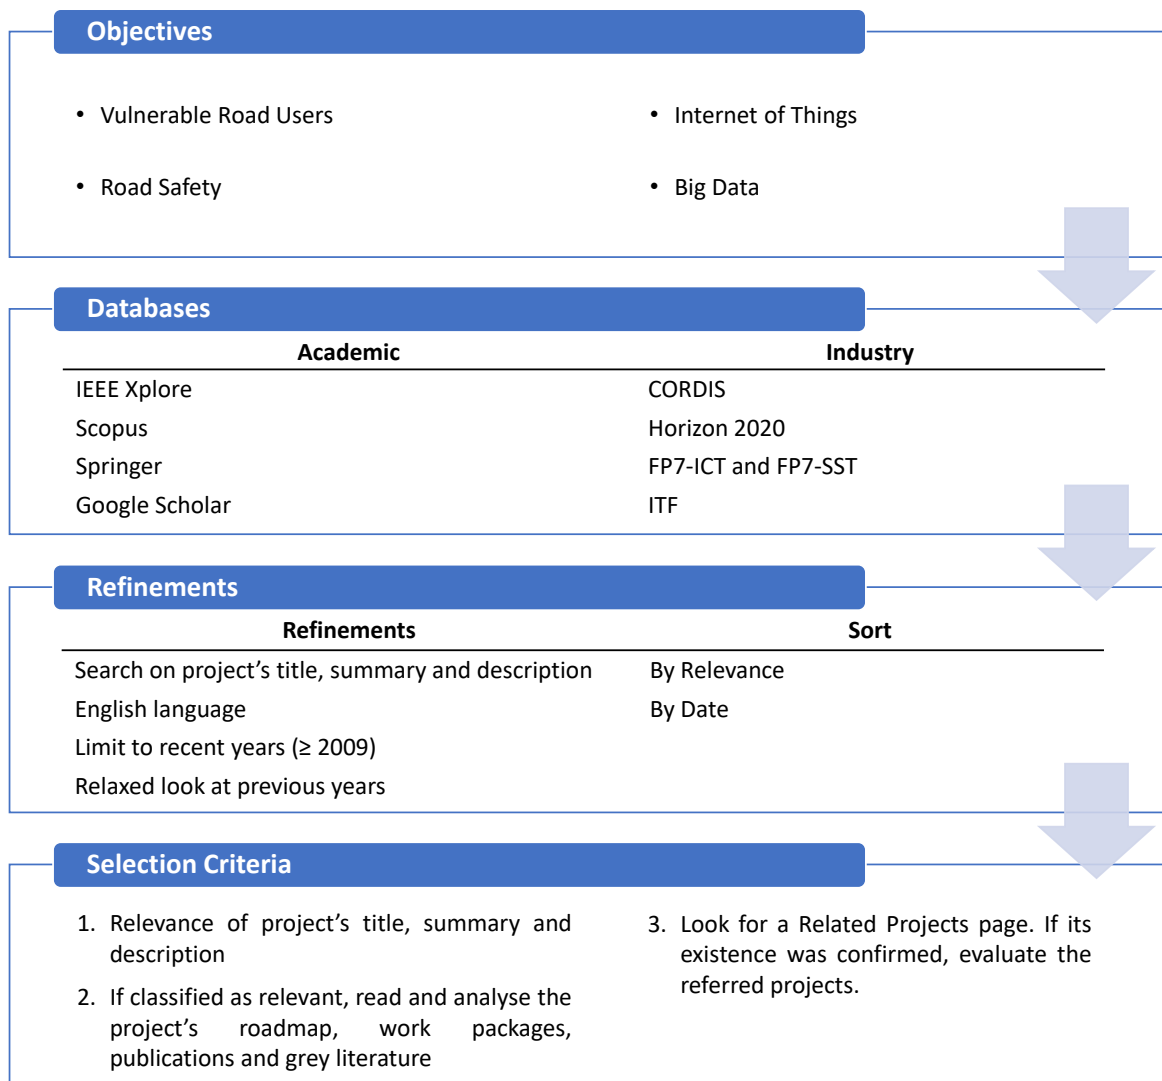 Objectives
• Vulnerable Road Users
• Internet of Things
• Road Safety
• Big Data
Databases
Academic Industry
IEEE Xplore CORDIS
Scopus Horizon 2020
Springer FP7-ICT and FP7-SST
Google Scholar ITF
Refinements
Refinements Sort
Search on project’s title, summary and description By Relevance
English language By Date
Limit to recent years (≥ 2009)
Relaxed look at previous years
Selection Criteria
1. Relevance of project’s title, summary and
description
2. If classified as relevant, read and analyse the
project’s roadmap, work packages,
publications and grey literature
3. Look for a Related Projects page. If its
existence was confirmed, evaluate the
referred projects.